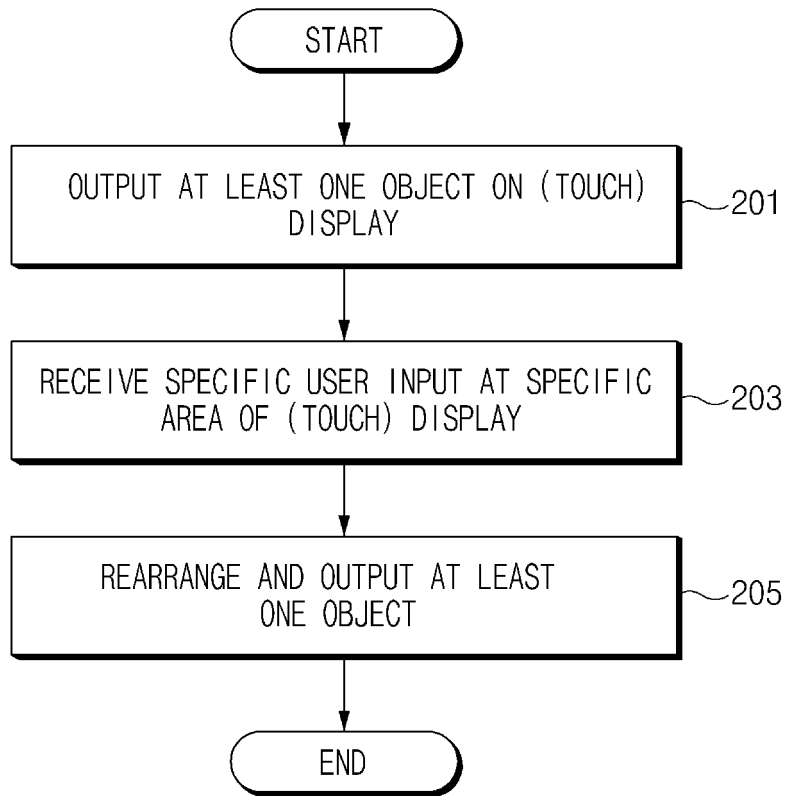 START
OUTPUT AT LEAST ONE OBJECT ON (TOUCH)
DISPLAY
201
RECEIVE SPECIFIC USER INPUT AT SPECIFIC
AREA OF (TOUCH) DISPLAY
203
REARRANGE AND OUTPUT AT LEAST
ONE OBJECT
205
END